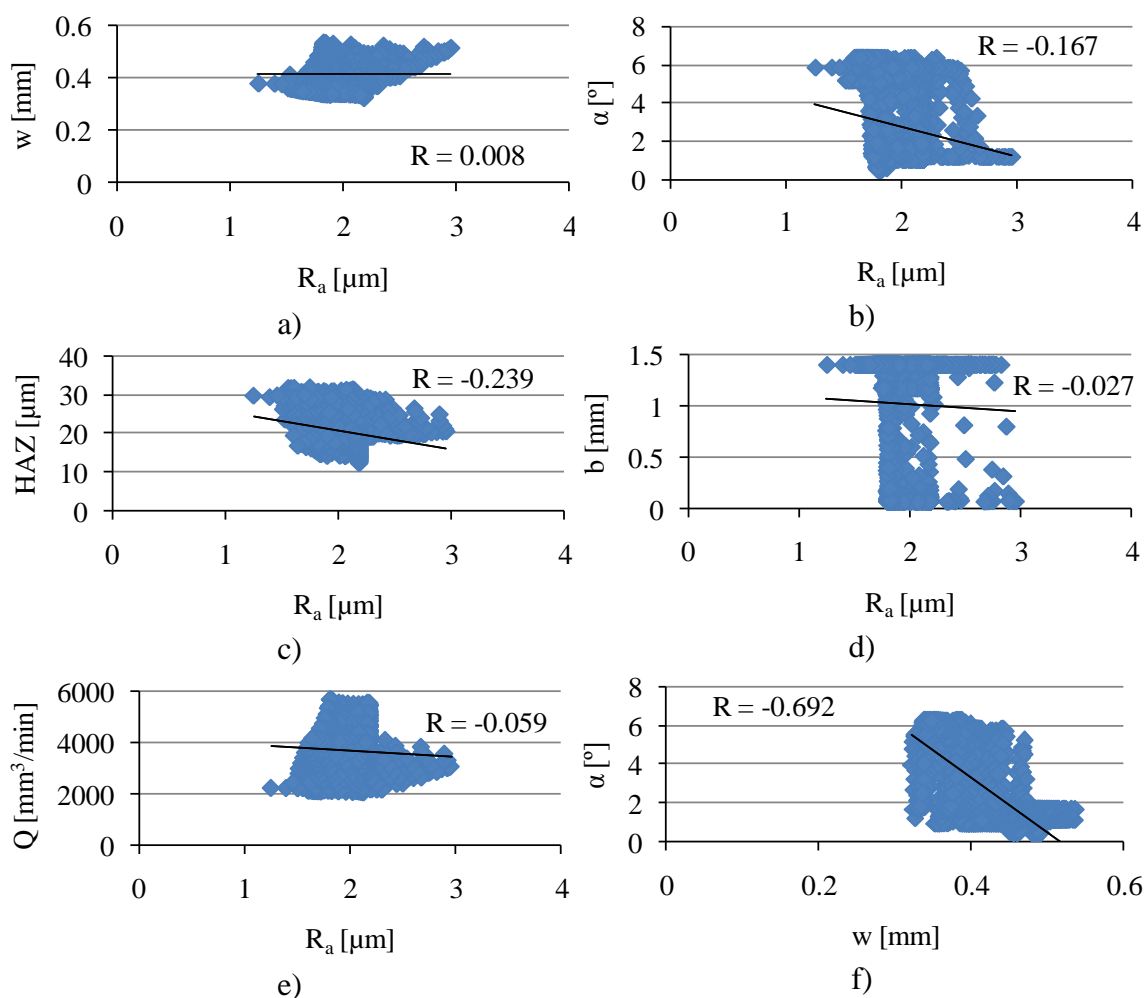 w [mm]
0.6
0.4
0.2
0
R = 0.008
0 1 2 3 4
Rₐ [µm]
a)
α [º]
8
6
4
2
0
R = -0.167
0 1 2 3 4
Rₐ [µm]
b)
HAZ [µm]
40
30
20
10
0
R = -0.239
0 1 2 3 4
Rₐ [µm]
c)
b [mm]
1.5
1
0.5
0
R = -0.027
0 1 2 3 4
Rₐ [µm]
d)
Q [mm³/min]
6000
4000
2000
0
R = -0.059
0 1 2 3 4
Rₐ [µm]
e)
α [º]
8
6
4
2
0
R = -0.692
0 0.2 0.4 0.6
w [mm]
f)